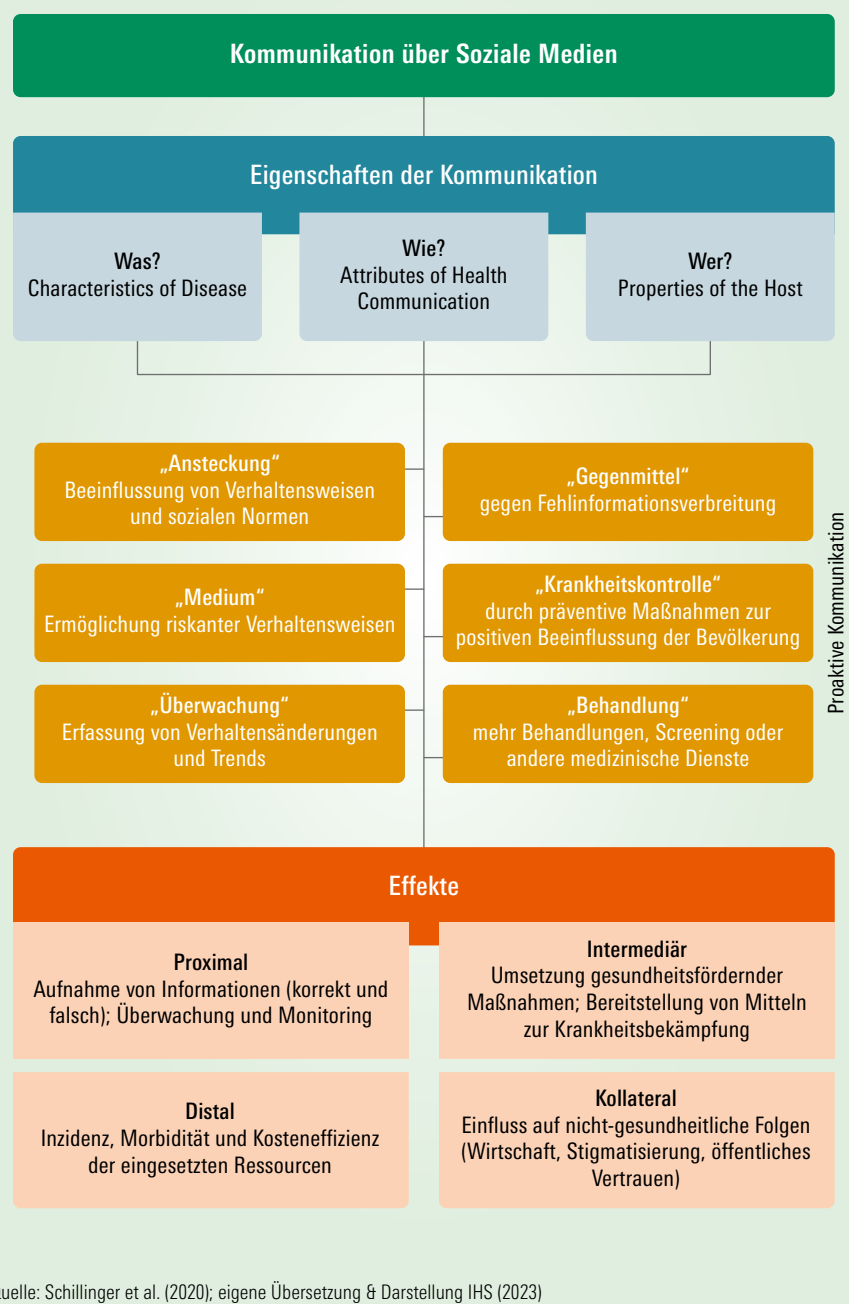 Kommunikation über Soziale Medien
Eigenschaften der Kommunikation
Was?
Characteristics of Disease
Wie?
Attributes of Health
Communication
Wer?
Properties of the Host
„Ansteckung“
Beeinflussung von Verhaltensweisen
und sozialen Normen
„Gegenmittel“
gegen Fehlinformationsverbreitung
„Medium“
Ermöglichung riskanter Verhaltensweisen
„Krankheitskontrolle“
durch präventive Maßnahmen zur
positiven Beeinflussung der Bevölkerung
„Überwachung“
Erfassung von Verhaltensänderungen
und Trends
„Behandlung“
mehr Behandlungen, Screening oder
andere medizinische Dienste
Proaktive Kommunikation
Effekte
Proximal
Aufnahme von Informationen (korrekt und
falsch); Überwachung und Monitoring
Intermediär
Umsetzung gesundheitsfördernder
Maßnahmen; Bereitstellung von Mitteln
zur Krankheitsbekämpfung
Distal
Inzidenz, Morbidität und Kosteneffizienz
der eingesetzten Ressourcen
Kollateral
Einfluss auf nicht-gesundheitliche Folgen
(Wirtschaft, Stigmatisierung, öffentliches
Vertrauen)
uelle: Schillinger et al. (2020); eigene Übersetzung & Darstellung IHS (2023)